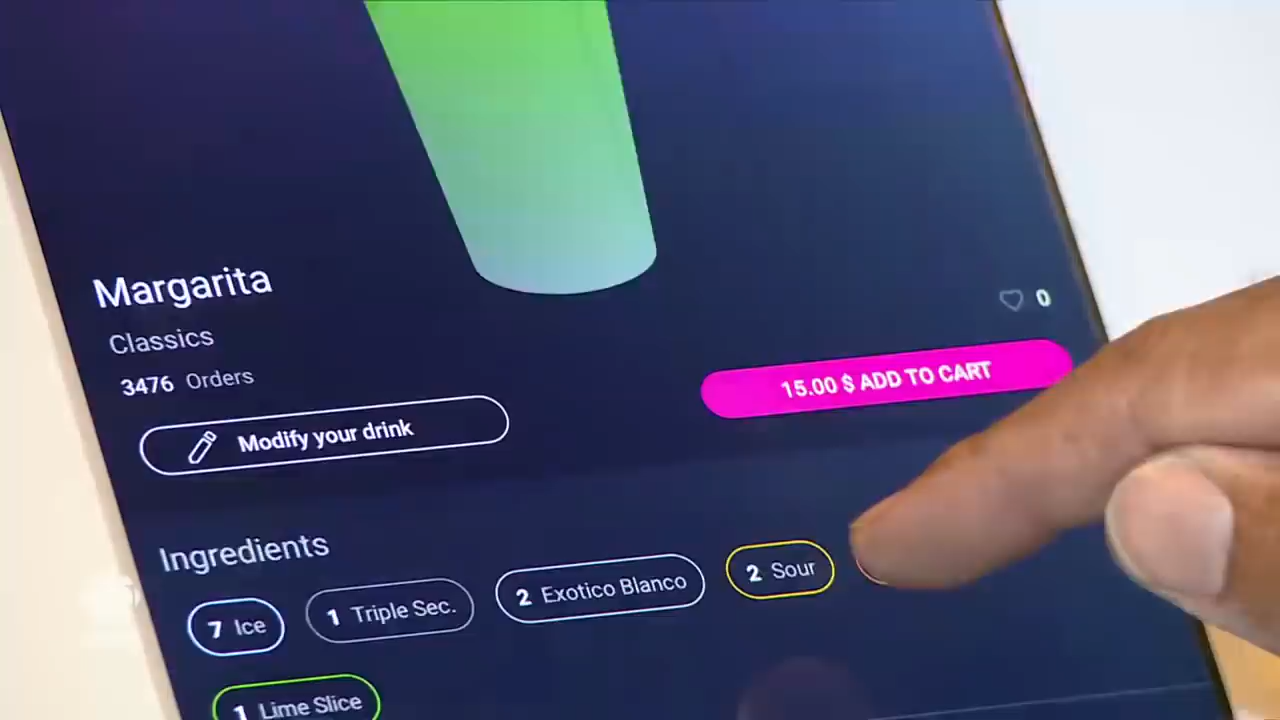 Margarita
Classics
3476 Orders
0
15.00 $ ADD TO CART
Modify your drink
Ingredients
7 Ice
1 Triple Sec.
2 Exotico Blanco
2 Sour
1 Lime Slice